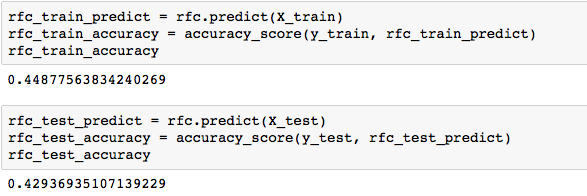 rfc_train_predict = rfc.predict(X_train)
rfc_train_accuracy = accuracy_score(y_train, rfc_train_predict)
rfc_train_accuracy
0.44877563834240269
rfc_test_predict = rfc.predict(X_test)
rfc_test_accuracy = accuracy_score(y_test, rfc_test_predict)
rfc_test_accuracy
0.42936935107139229